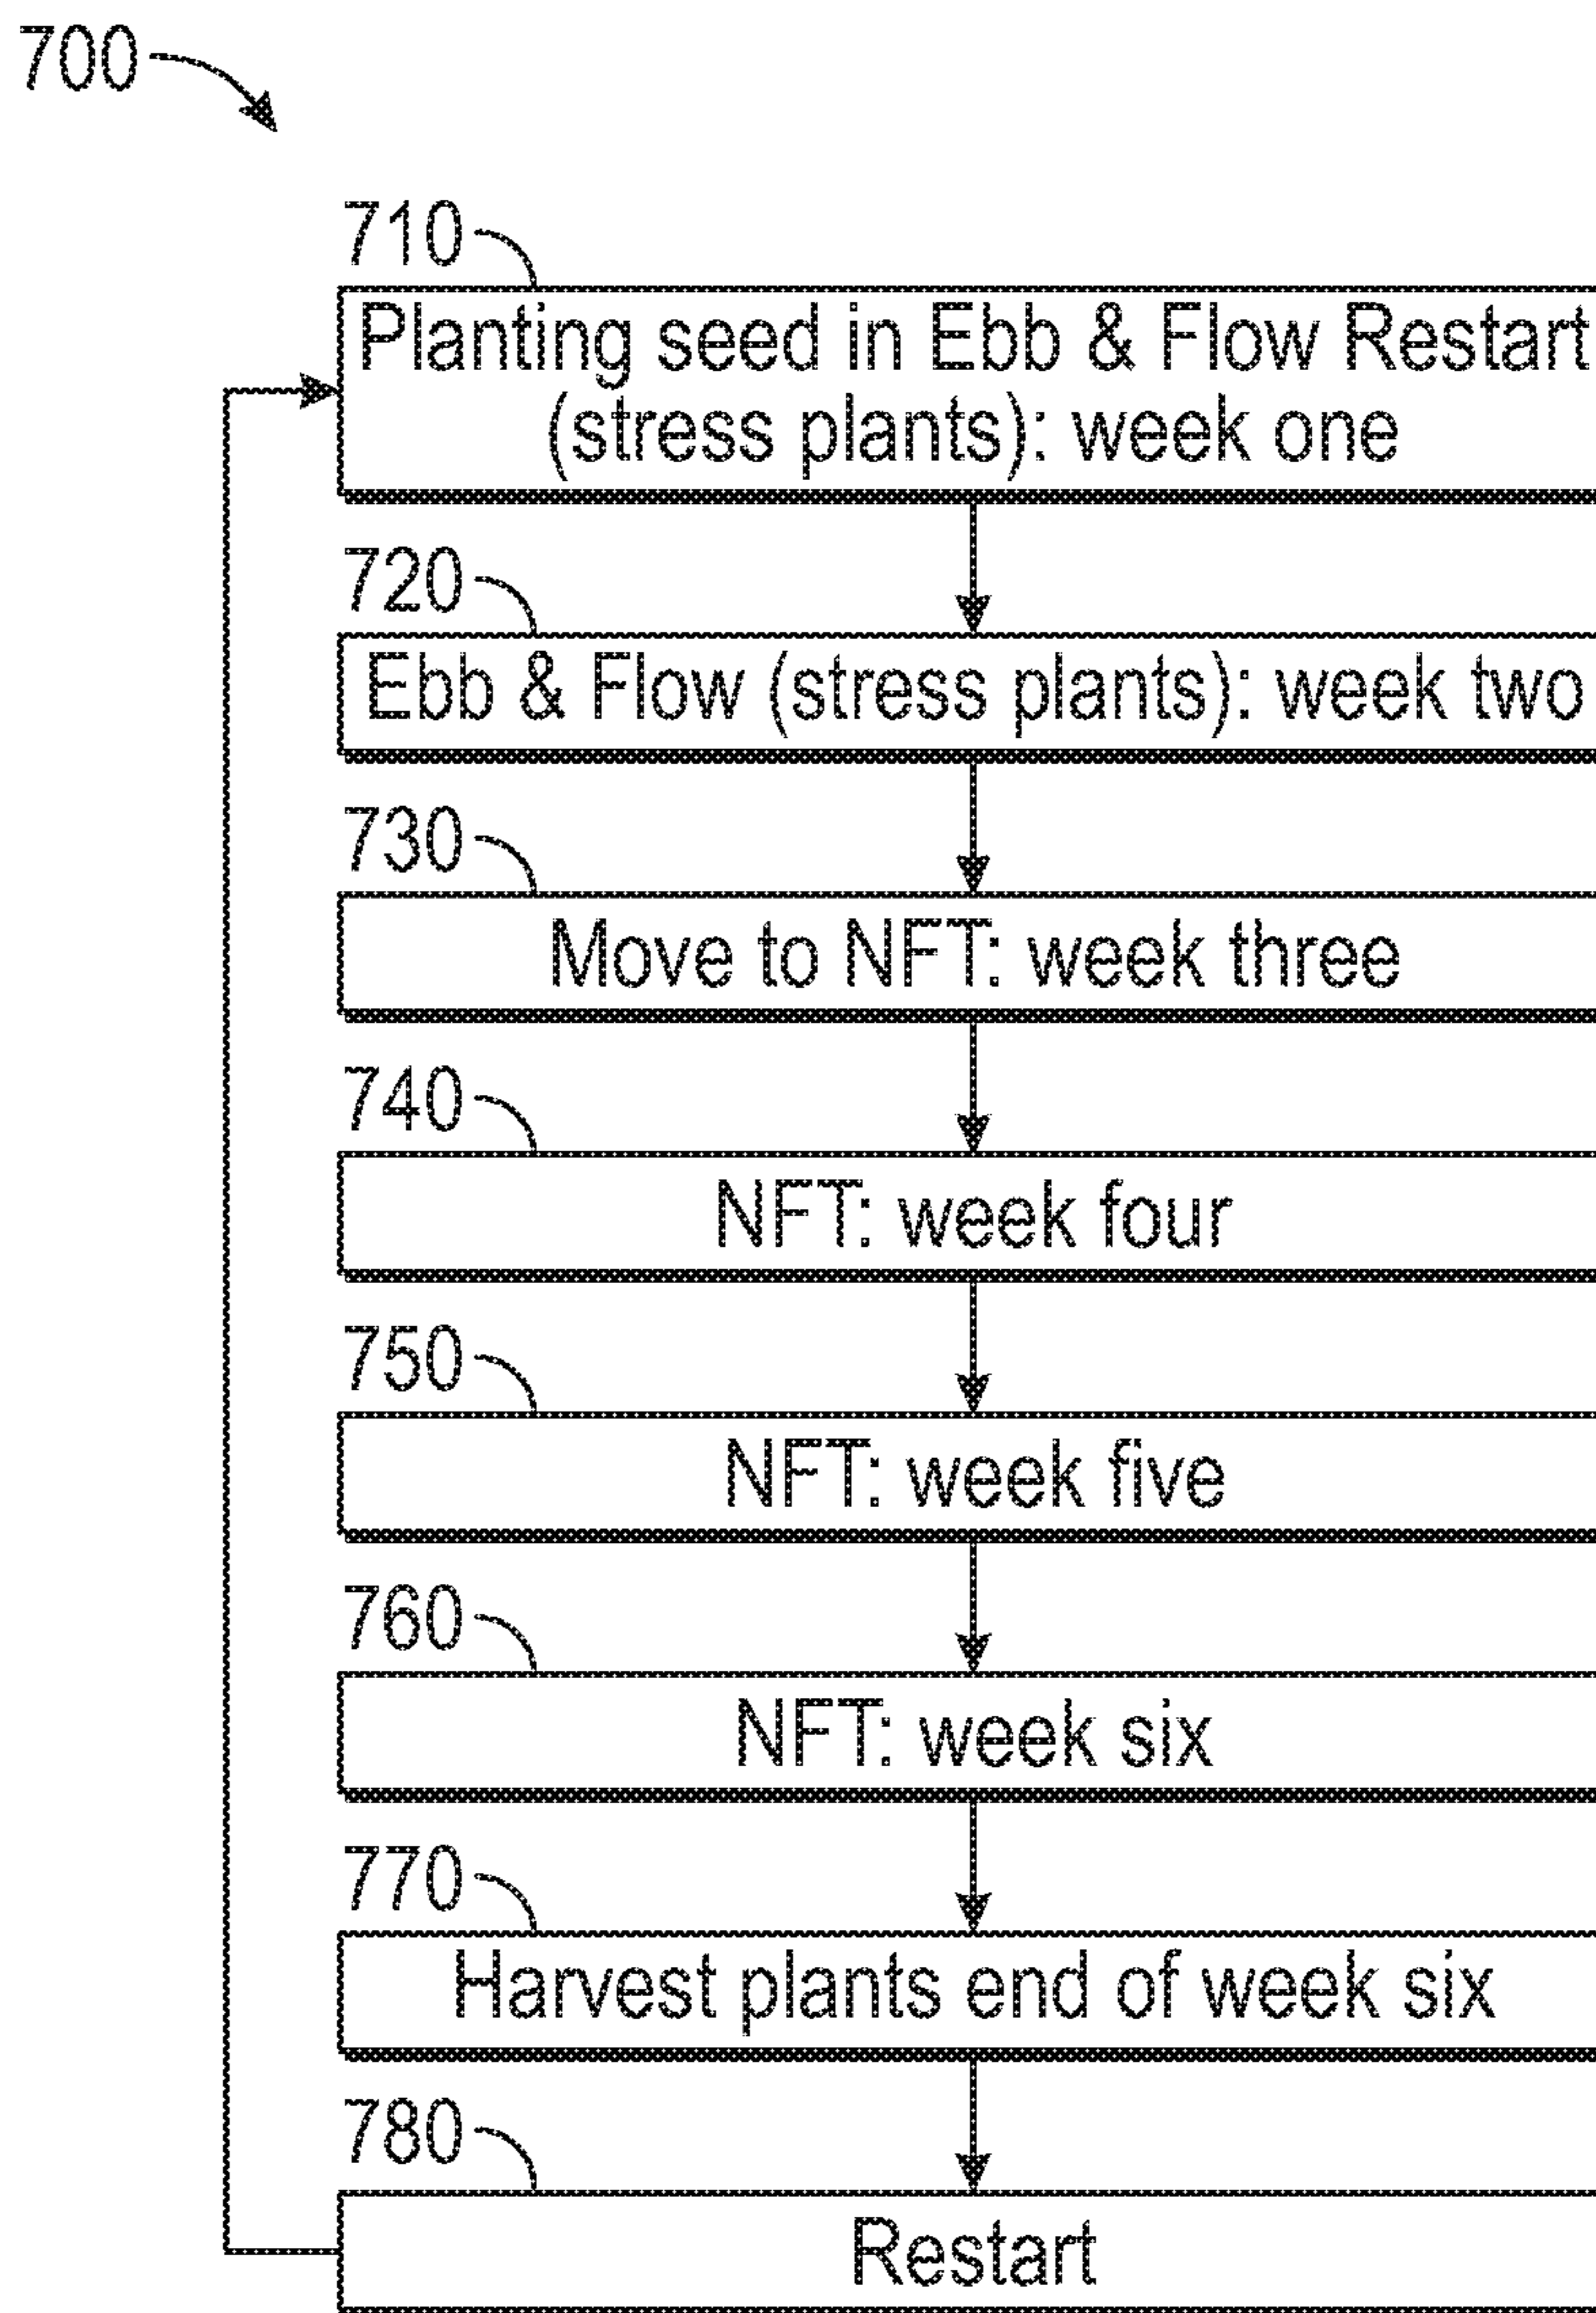 700
710
Planting seed in Ebb & Flow Restart
(stress plants): week one
720
Ebb & Flow (stress plants): week two
730
Move to NFT: week three
740
NFT: week four
750
NFT: week five
760
NFT: week six
770
Harvest plants end of week six
780
Restart